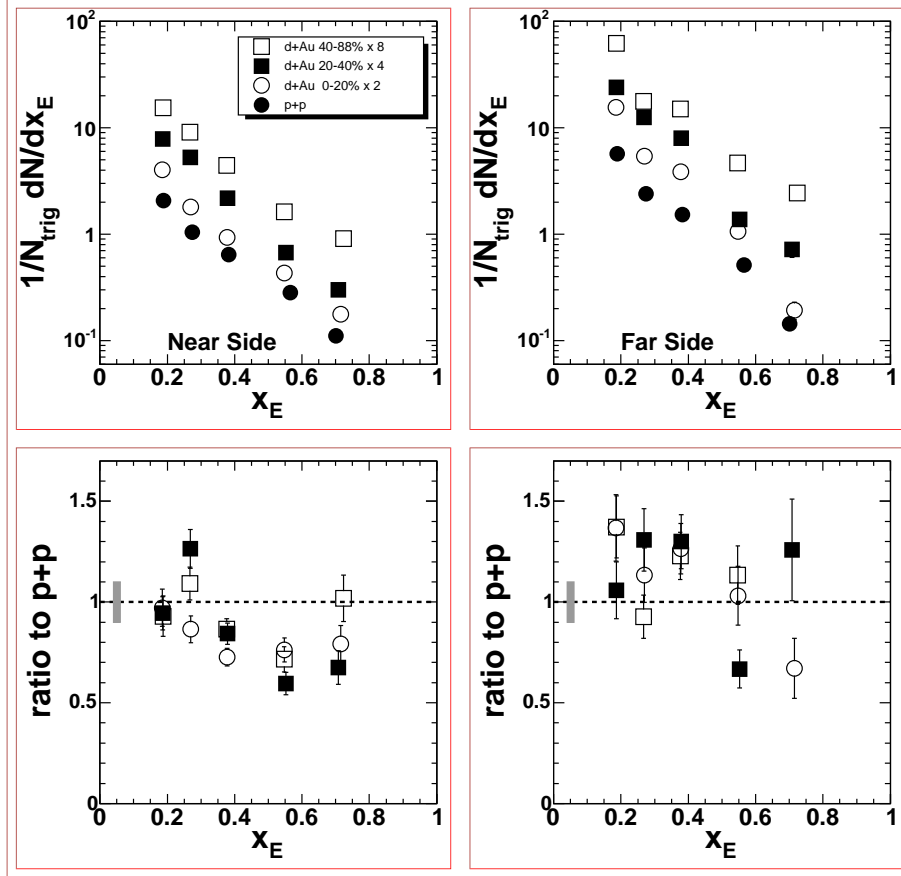 1/N_trig dN/dx_E
10^2
10
1
10^-1
d+Au 40-88% x 8
d+Au 20-40% x 4
d+Au 0-20% x 2
p+p
Near Side
0 0.2 0.4 0.6 0.8 1
x_E
1/N_trig dN/dx_E
10^2
10
1
10^-1
Far Side
0 0.2 0.4 0.6 0.8 1
x_E
ratio to p+p
1.5
1
0.5
0
0 0.2 0.4 0.6 0.8 1
x_E
ratio to p+p
1.5
1
0.5
0
0 0.2 0.4 0.6 0.8 1
x_E